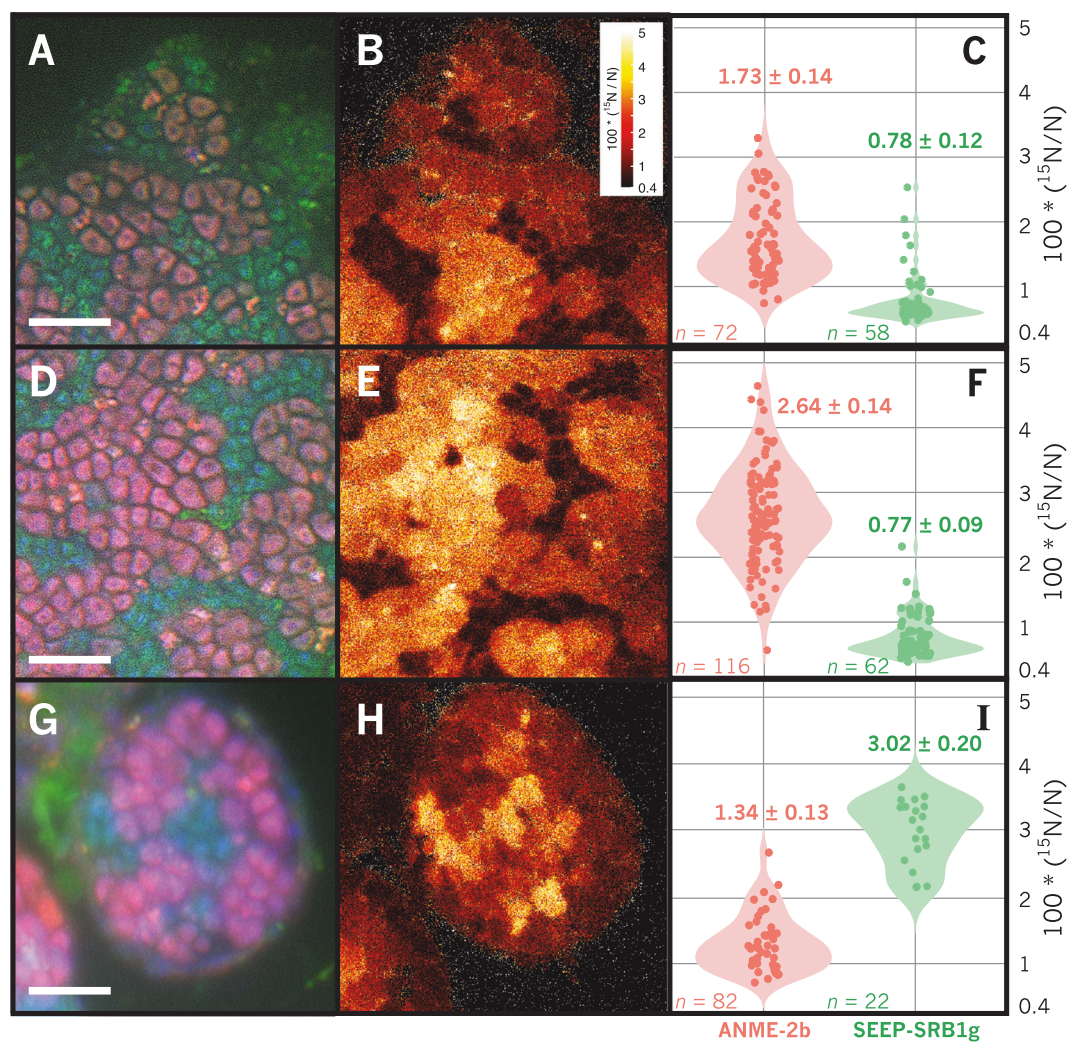 A
B
5
4
3
2
1
0.4
100 * (¹⁵N / N)
C
1.73 ± 0.14
0.78 ± 0.12
n = 72
n = 58
5
4
3
2
1
0.4
100 * (¹⁵N/N)
D
E
F
2.64 ± 0.14
0.77 ± 0.09
n = 116
n = 62
5
4
3
2
1
0.4
100 * (¹⁵N/N)
G
H
I
3.02 ± 0.20
1.34 ± 0.13
n = 82
n = 22
5
4
3
2
1
0.4
100 * (¹⁵N/N)
ANME-2b
SEEP-SRB1g